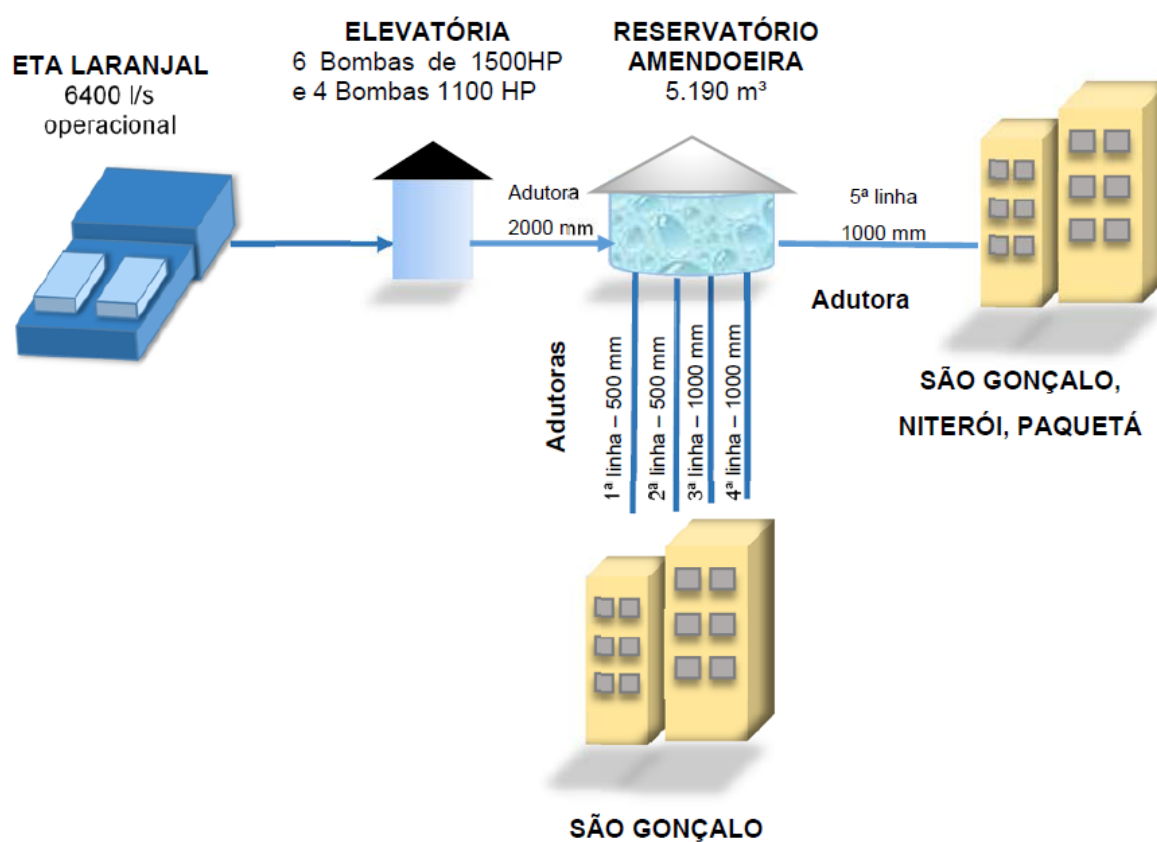 ETA LARANJAL
6400 l/s
operacional
ELEVATÓRIA
6 Bombas de 1500HP
e 4 Bombas 1100 HP
RESERVATÓRIO
AMENDOEIRA
5.190 m³
Adutora
2000 mm
5ª linha
1000 mm
Adutora
SÃO GONÇALO,
NITERÓI, PAQUETÁ
Adutoras
1ª linha – 500 mm
2ª linha – 500 mm
3ª linha – 1000 mm
4ª linha – 1000 mm
SÃO GONÇALO